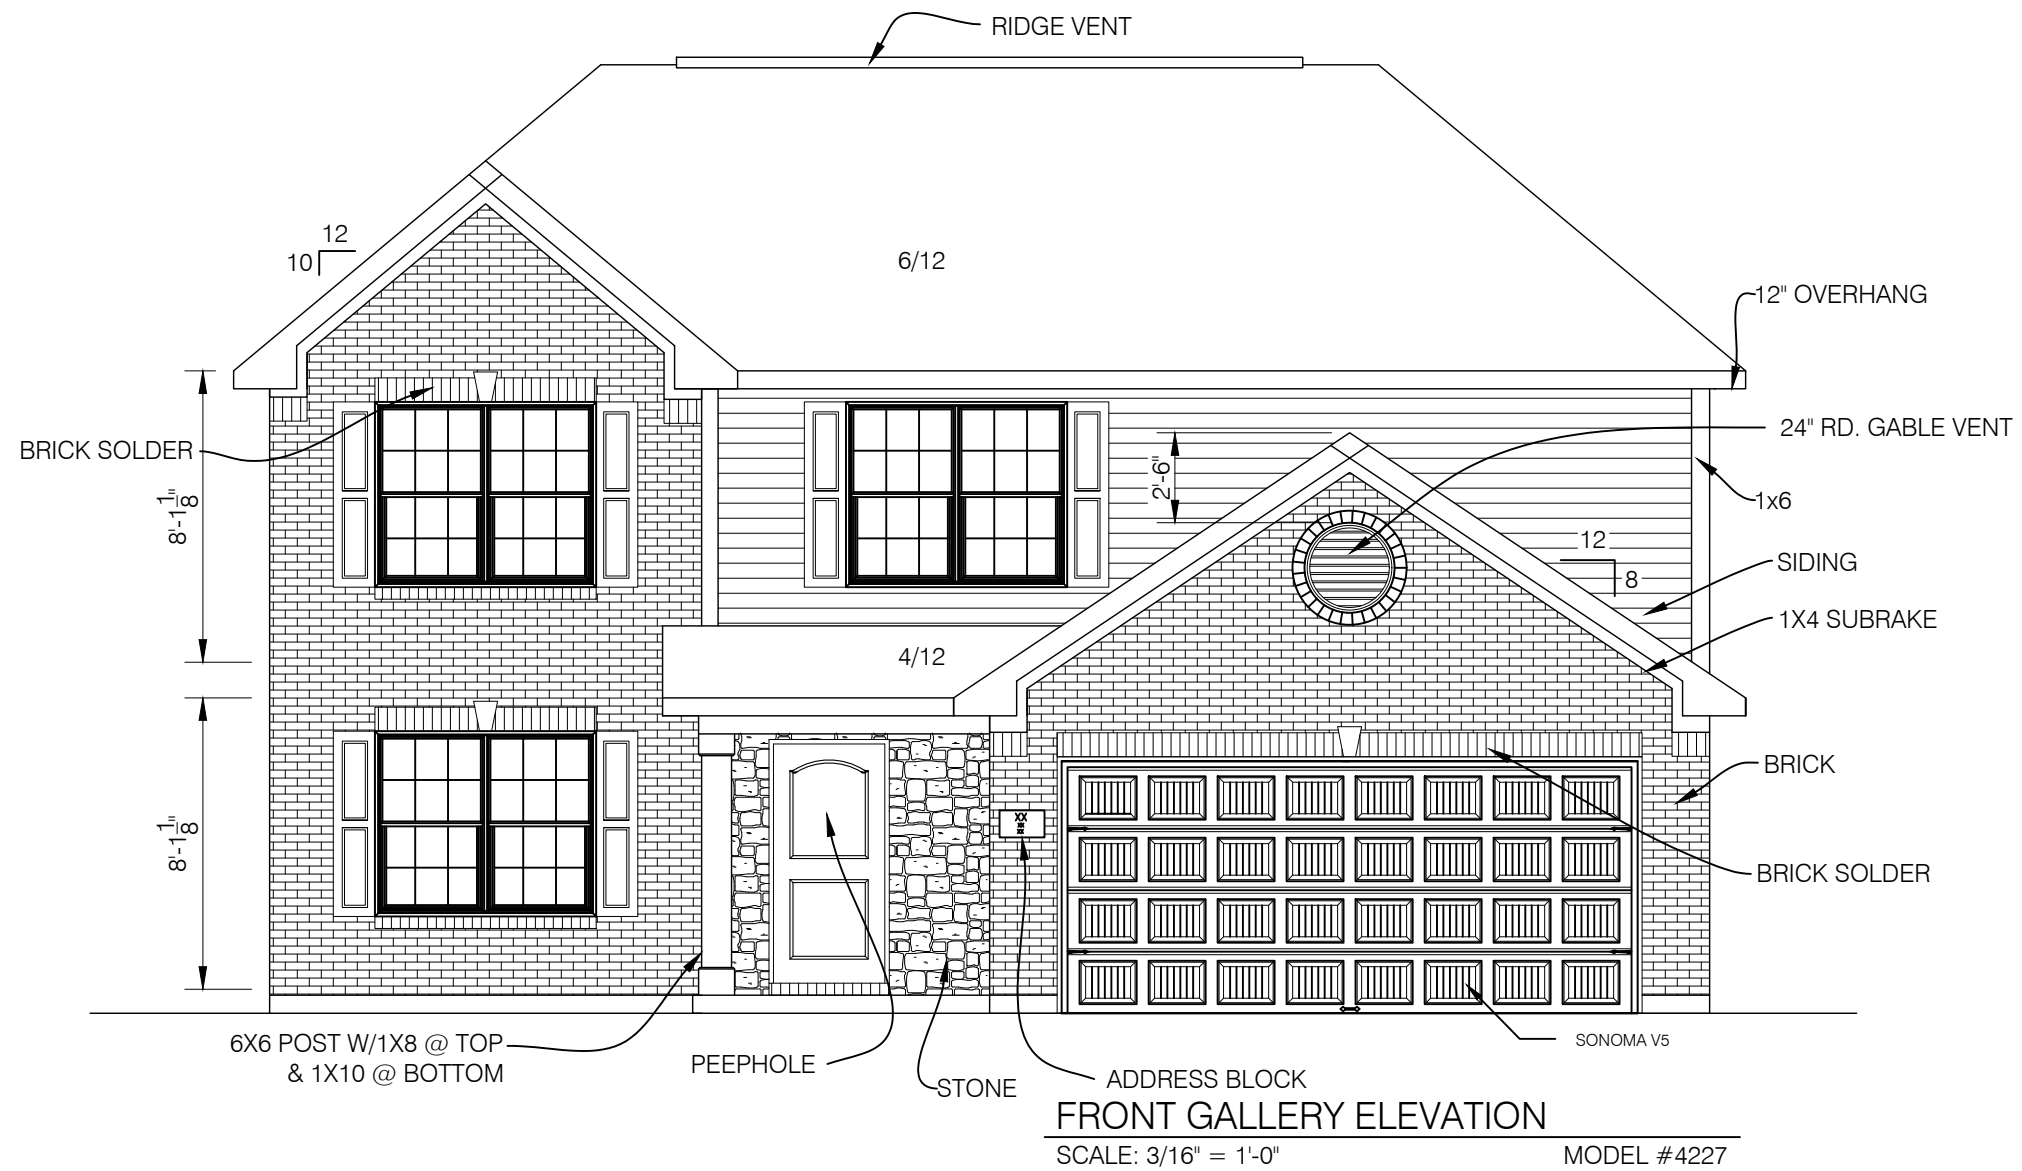 RIDGE VENT
12
10
6/12
12" OVERHANG
24" RD. GABLE VENT
BRICK SOLDER
2'-6"
1x6
8'-1 1/8"
12
8
SIDING
1X4 SUBRAKE
4/12
BRICK
XX
8'-1 1/8"
BRICK SOLDER
6X6 POST W/1X8 @ TOP
& 1X10 @ BOTTOM
PEEPHOLE
STONE
SONOMA V5
ADDRESS BLOCK
FRONT GALLERY ELEVATION
SCALE: 3/16" = 1'-0"
MODEL #4227